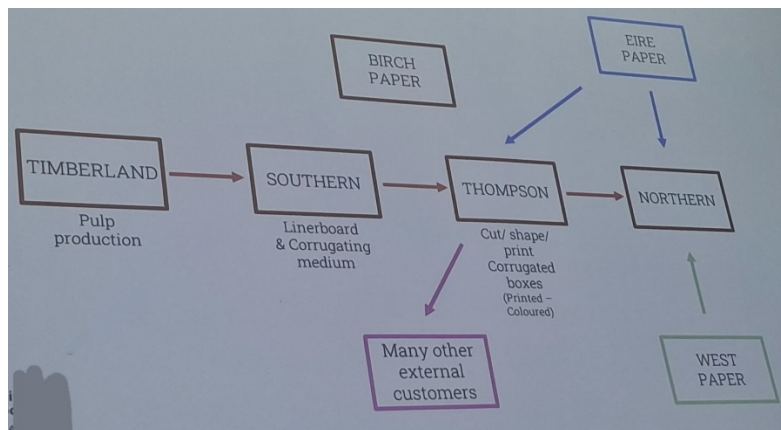 BIRCH
PAPER
EIRE
PAPER
TIMBERLAND
Pulp
production
SOUTHERN
Linerboard
& Corrugating
medium
THOMPSON
Cut/ shape/
print
Corrugated
boxes
(Printed –
Coloured)
NORTHERN
Many other
external
customers
WEST
PAPER